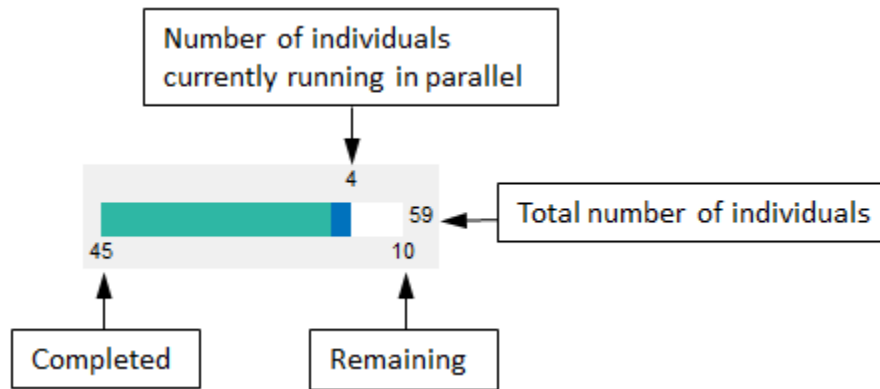 Number of individuals
currently running in parallel
4
59
Total number of individuals
45
10
Completed
Remaining